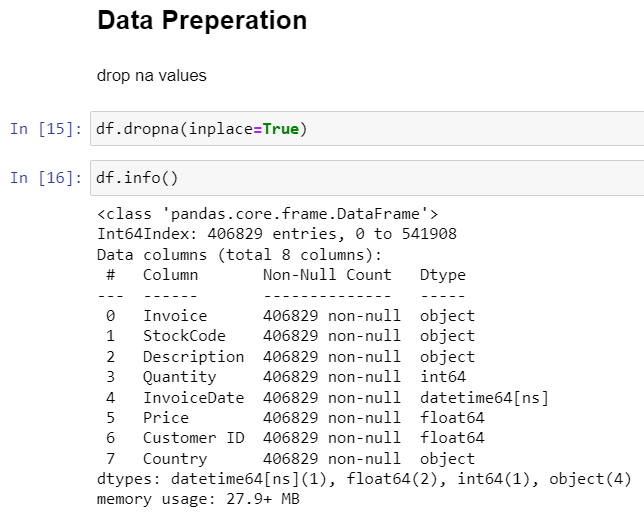 Data Preperation
drop na values
In [15]: df.dropna(inplace=True)
In [16]: df.info()
<class 'pandas.core.frame.DataFrame'>
Int64Index: 406829 entries, 0 to 541908
Data columns (total 8 columns):
 #   Column       Non-Null Count   Dtype
---  ------       --------------   -----
 0   Invoice      406829 non-null  object
 1   StockCode    406829 non-null  object
 2   Description  406829 non-null  object
 3   Quantity     406829 non-null  int64
 4   InvoiceDate  406829 non-null  datetime64[ns]
 5   Price        406829 non-null  float64
 6   Customer ID  406829 non-null  float64
 7   Country      406829 non-null  object
dtypes: datetime64[ns](1), float64(2), int64(1), object(4)
memory usage: 27.9+ MB